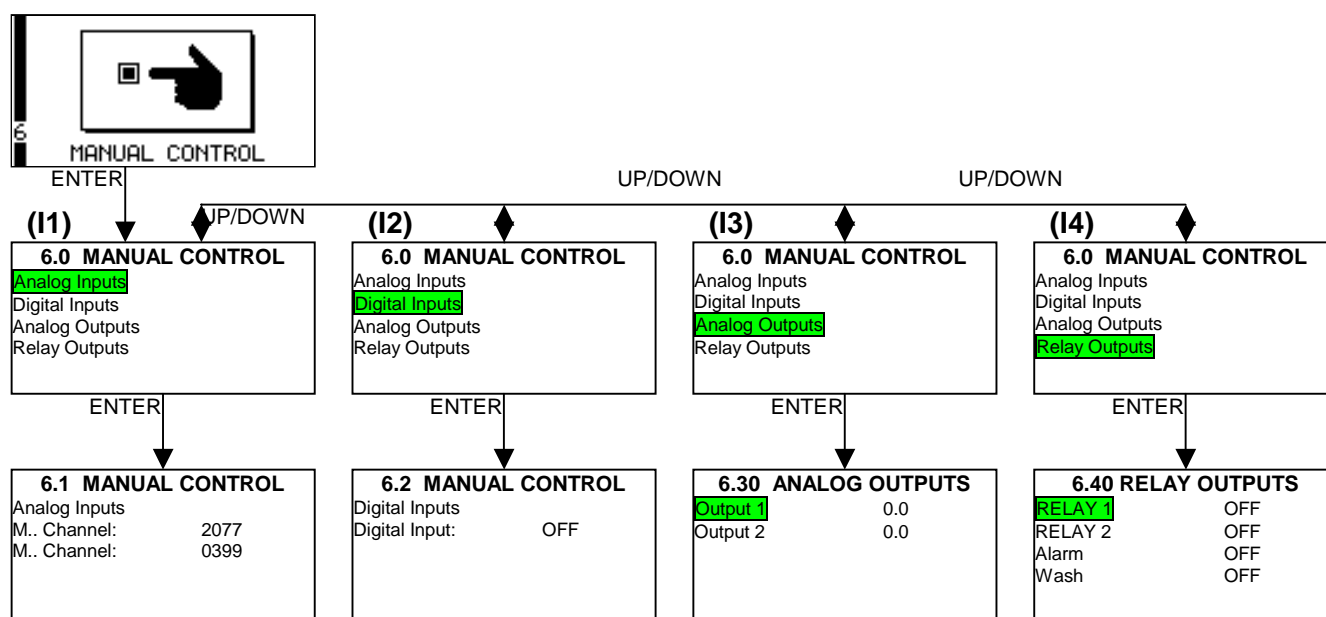 6
MANUAL CONTROL
ENTER
UP/DOWN
UP/DOWN
UP/DOWN
(I1)
6.0 MANUAL CONTROL
Analog Inputs
Digital Inputs
Analog Outputs
Relay Outputs
(I2)
6.0 MANUAL CONTROL
Analog Inputs
Digital Inputs
Analog Outputs
Relay Outputs
(I3)
6.0 MANUAL CONTROL
Analog Inputs
Digital Inputs
Analog Outputs
Relay Outputs
(I4)
6.0 MANUAL CONTROL
Analog Inputs
Digital Inputs
Analog Outputs
Relay Outputs
ENTER
ENTER
ENTER
ENTER
6.1 MANUAL CONTROL
Analog Inputs
M.. Channel: 2077
M.. Channel: 0399
6.2 MANUAL CONTROL
Digital Inputs
Digital Input: OFF
6.30 ANALOG OUTPUTS
Output 1 0.0
Output 2 0.0
6.40 RELAY OUTPUTS
RELAY 1 OFF
RELAY 2 OFF
Alarm OFF
Wash OFF